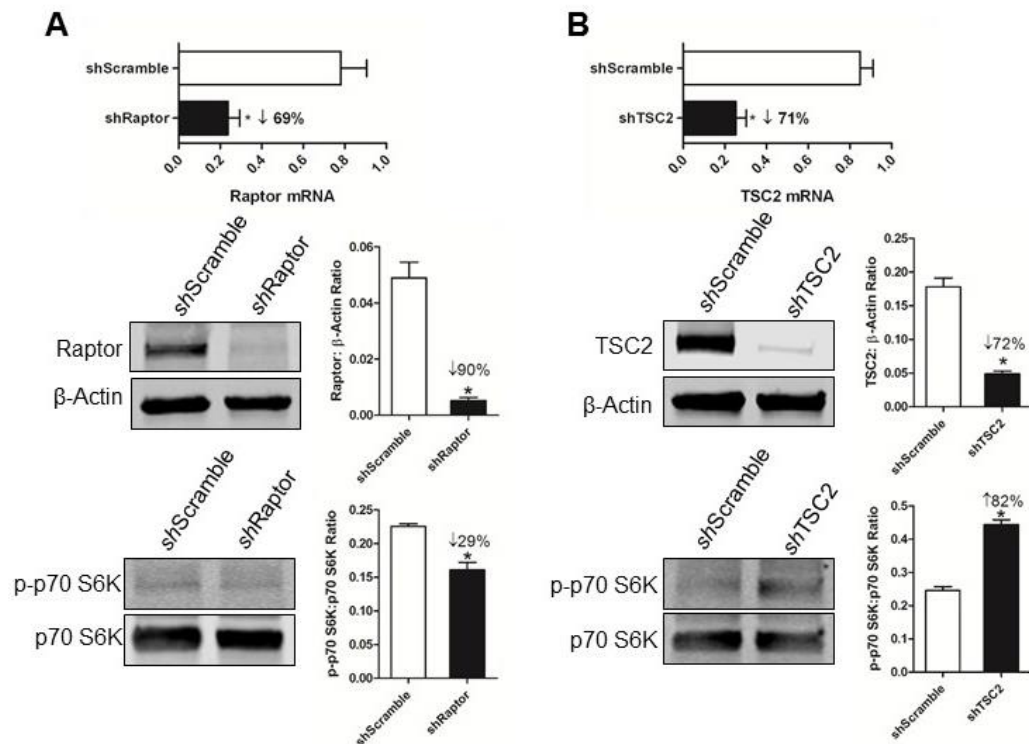 A
shScramble
shRaptor
* ↓ 69%
0.0 0.2 0.4 0.6 0.8 1.0
Raptor mRNA
shScramble
shRaptor
Raptor
β-Actin
Raptor: β-Actin Ratio
0.06
0.04
0.02
0.00
↓90%
*
shScramble
shRaptor
shScramble
shRaptor
p-p70 S6K
p70 S6K
p-p70 S6K:p70 S6K Ratio
0.25
0.20
0.15
0.10
0.05
0.00
↓29%
*
shScramble
shRaptor
B
shScramble
shTSC2
* ↓ 71%
0.0 0.2 0.4 0.6 0.8 1.0
TSC2 mRNA
shScramble
shTSC2
TSC2
β-Actin
TSC2: β-Actin Ratio
0.25
0.20
0.15
0.10
0.05
0.00
↓72%
*
shScramble
shTSC2
shScramble
shTSC2
p-p70 S6K
p70 S6K
p-p70 S6K:p70 S6K Ratio
0.5
0.4
0.3
0.2
0.1
0.0
↑82%
*
shScramble
shTSC2